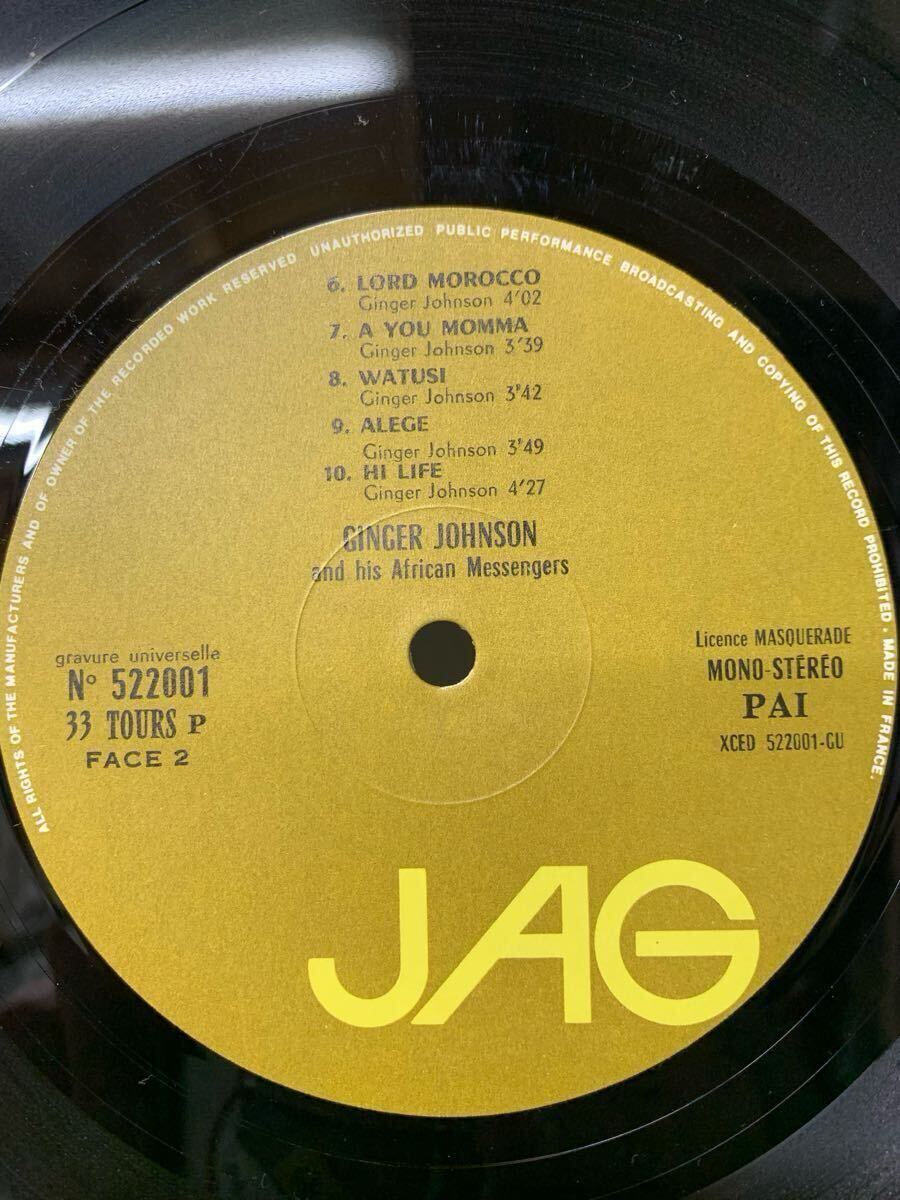 ALL RIGHTS OF THE MANUFACTURERS AND OF OWNER OF THE RECORDED WORK RESERVED UNAUTHORIZED PUBLIC PERFORMANCE BROADCASTING AND COPYING OF THIS RECORD PROHIBITED - MADE IN FRANCE.
6. LORD MOROCCO
Ginger Johnson 4'02
7. A YOU MOMMA
Ginger Johnson 3'39
8. WATUSI
Ginger Johnson 3'42
9. ALEGE
Ginger Johnson 3'49
10. HI LIFE
Ginger Johnson 4'27
GINGER JOHNSON
and his African Messengers
gravure universelle
N° 522001
33 TOURS P
FACE 2
Licence MASQUERADE
MONO-STÉRÉO
PAI
XCED 522001-GU
JAG